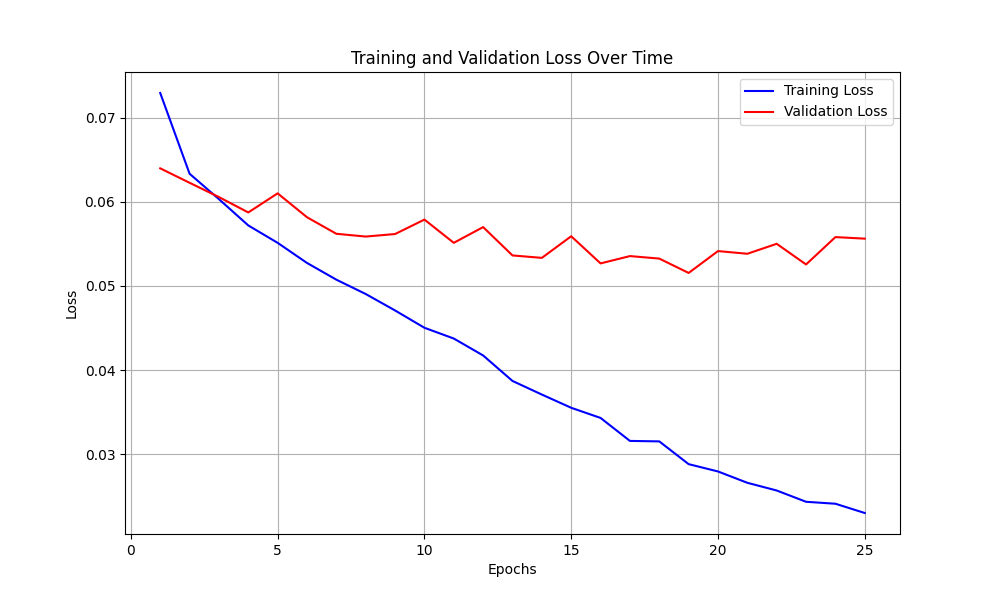 Training and Validation Loss Over Time
Training Loss
Validation Loss
0.07
0.06
0.05
0.04
0.03
Loss
0 5 10 15 20 25
Epochs